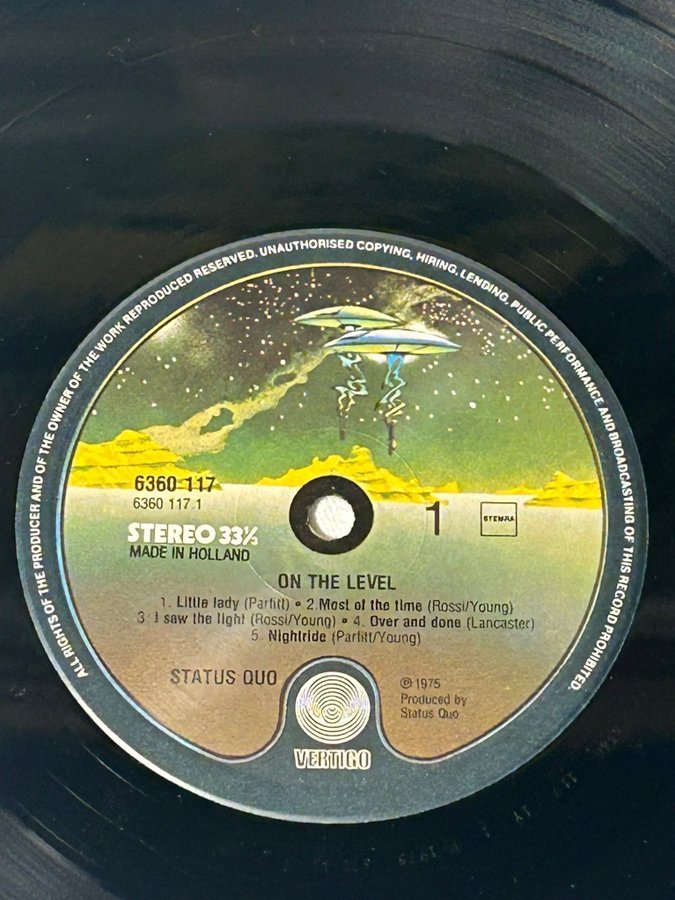 ALL RIGHTS OF THE PRODUCER AND OF THE OWNER OF THE WORK REPRODUCED RESERVED. UNAUTHORISED COPYING, HIRING, LENDING, PUBLIC PERFORMANCE AND BROADCASTING OF THIS RECORD PROHIBITED.
6360 117
6360 117.1
STEREO 33⅓
MADE IN HOLLAND
1
STEMRA
ON THE LEVEL
1. Little lady (Parfitt) • 2. Most of the time (Rossi/Young)
3. I saw the light (Rossi/Young) • 4. Over and done (Lancaster)
5. Nightride (Parfitt/Young)
STATUS QUO
℗ 1975
Produced by
Status Quo
VERTIGO